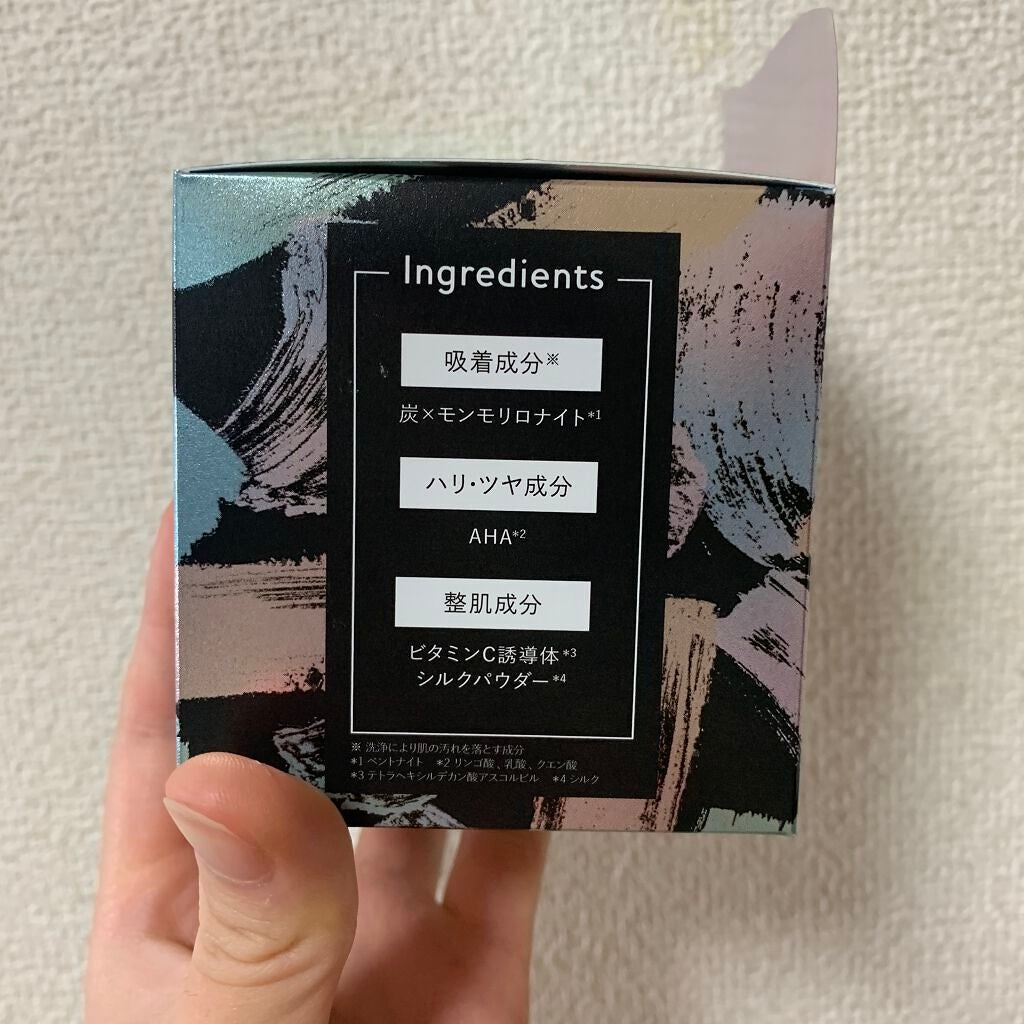 Ingredients
吸着成分※
炭×モンモリロナイト*1
ハリ・ツヤ成分
AHA*2
整肌成分
ビタミンC誘導体*3
シルクパウダー*4
※ 洗浄により肌の汚れを落とす成分
*1 ベントナイト *2 リンゴ酸、乳酸、クエン酸
*3 テトラヘキシルデカン酸アスコルビル *4 シルク